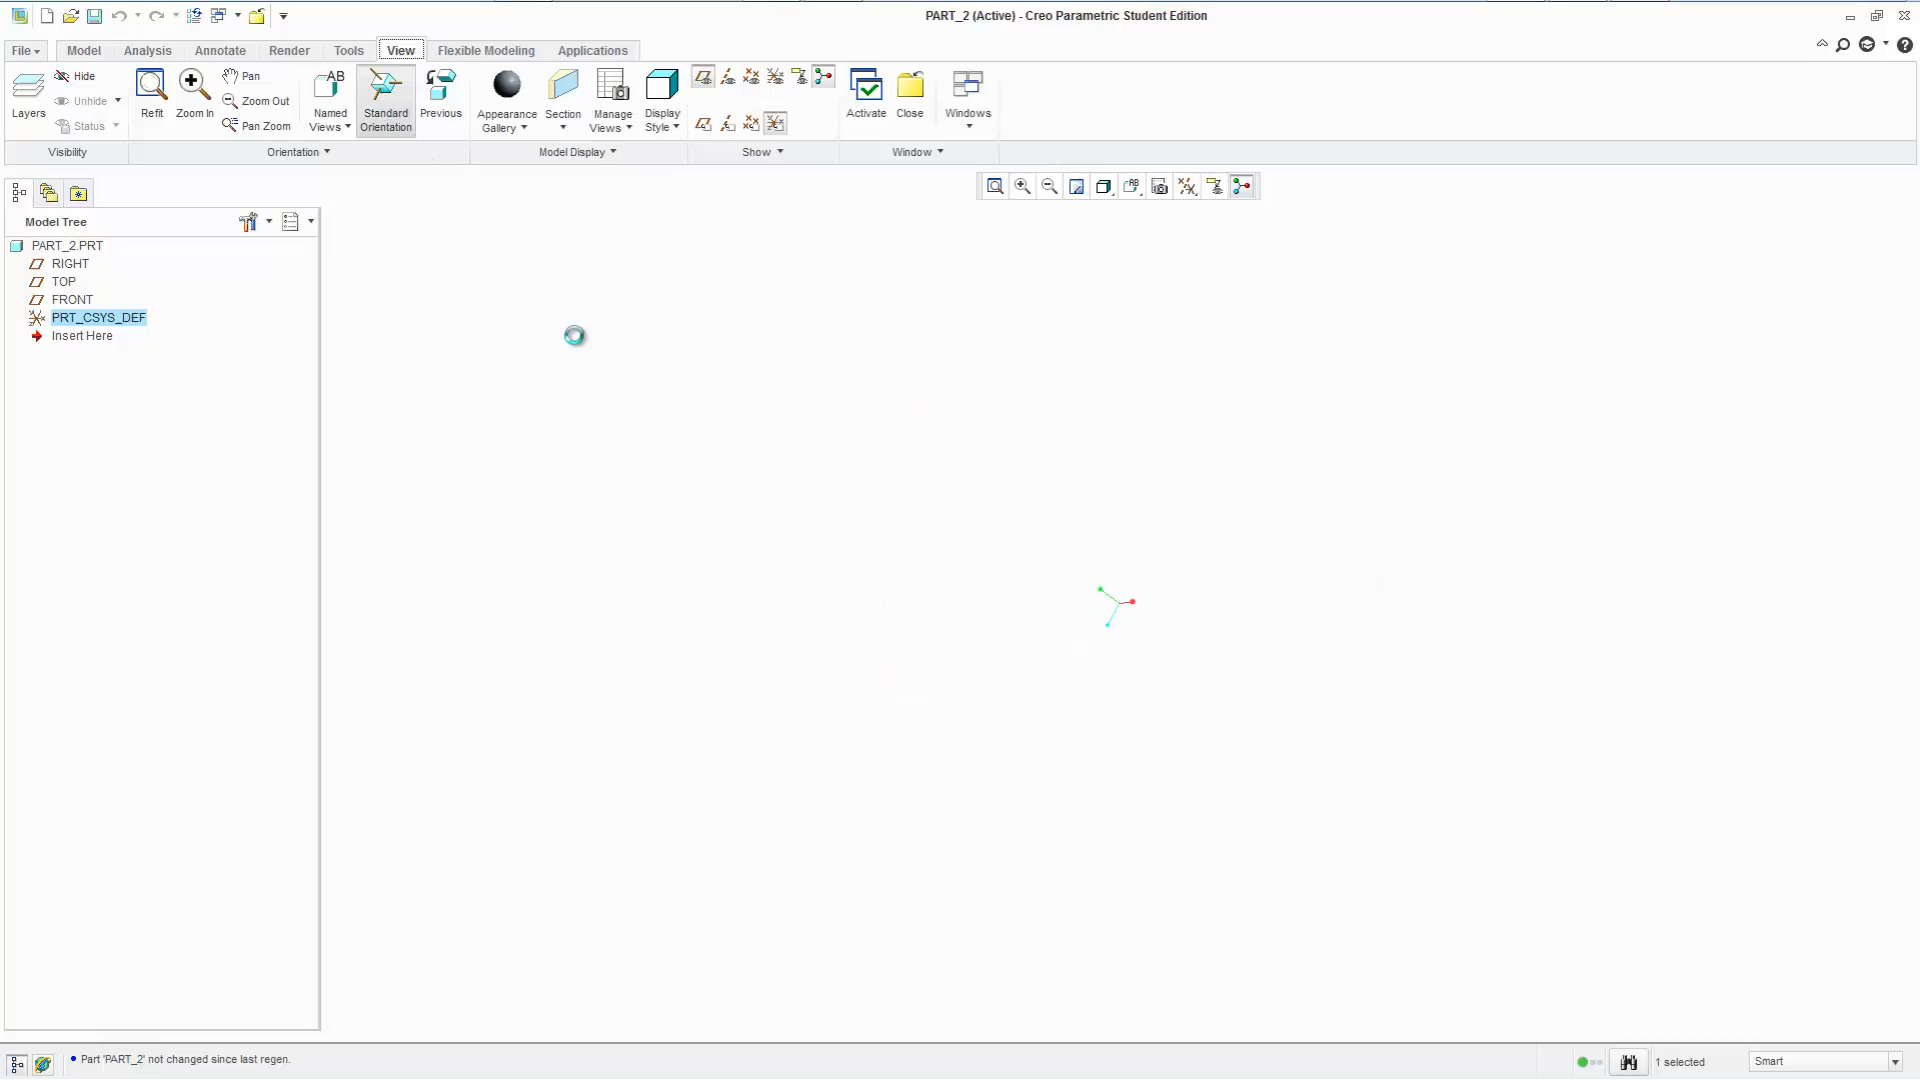 PART_2 (Active) - Creo Parametric Student Edition
File Model Analysis Annotate Render Tools View Flexible Modeling Applications
Layers
Hide
Unhide
Status
Refit
Zoom In
Pan
Zoom Out
Pan Zoom
Named Views
Standard Orientation
Previous
Appearance Gallery
Section
Manage Views
Display Style
Activate
Close
Windows
Visibility Orientation Model Display Show Window
Model Tree
PART_2.PRT
RIGHT
TOP
FRONT
PRT_CSYS_DEF
Insert Here
Part 'PART_2' not changed since last regen.
1 selected
Smart